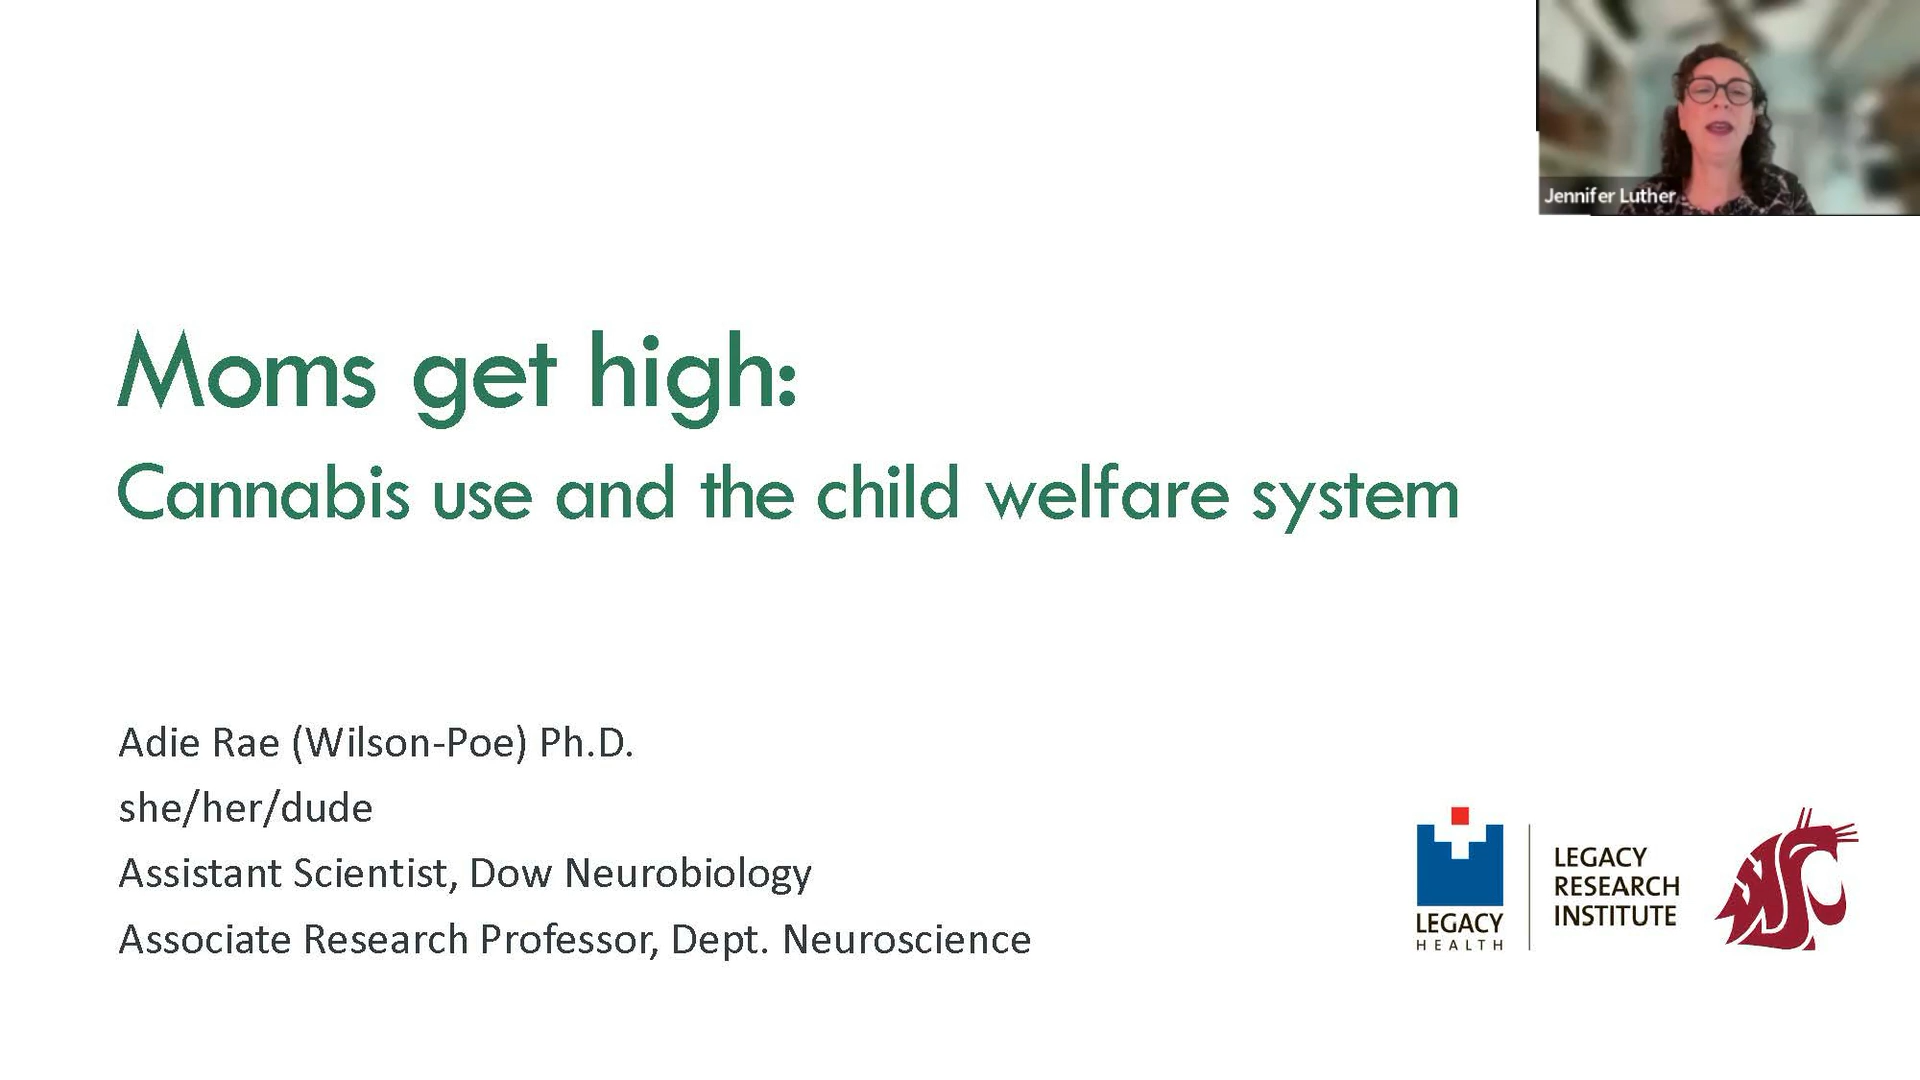 Jennifer Luther
Moms get high:
Cannabis use and the child welfare system
Adie Rae (Wilson-Poe) Ph.D.
she/her/dude
Assistant Scientist, Dow Neurobiology
Associate Research Professor, Dept. Neuroscience
LEGACY
HEALTH
LEGACY
RESEARCH
INSTITUTE
WSC